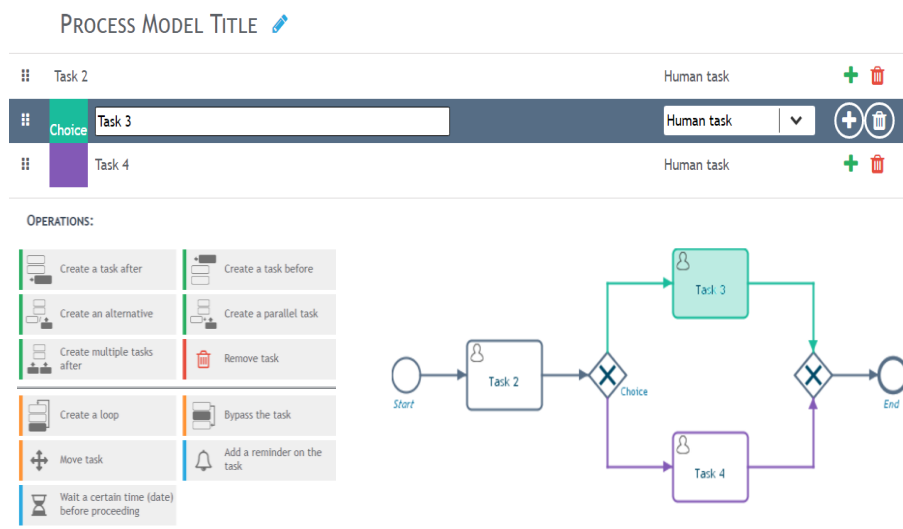 PROCESS MODEL TITLE
Task 2 Human task
Choice Task 3 Human task
Task 4 Human task
OPERATIONS:
Create a task after
Create a task before
Create an alternative
Create a parallel task
Create multiple tasks
after
Remove task
Create a loop
Bypass the task
Move task
Add a reminder on the
task
Wait a certain time (date)
before proceeding
Task 3
Task 2
Choice
Start
End
Task 4